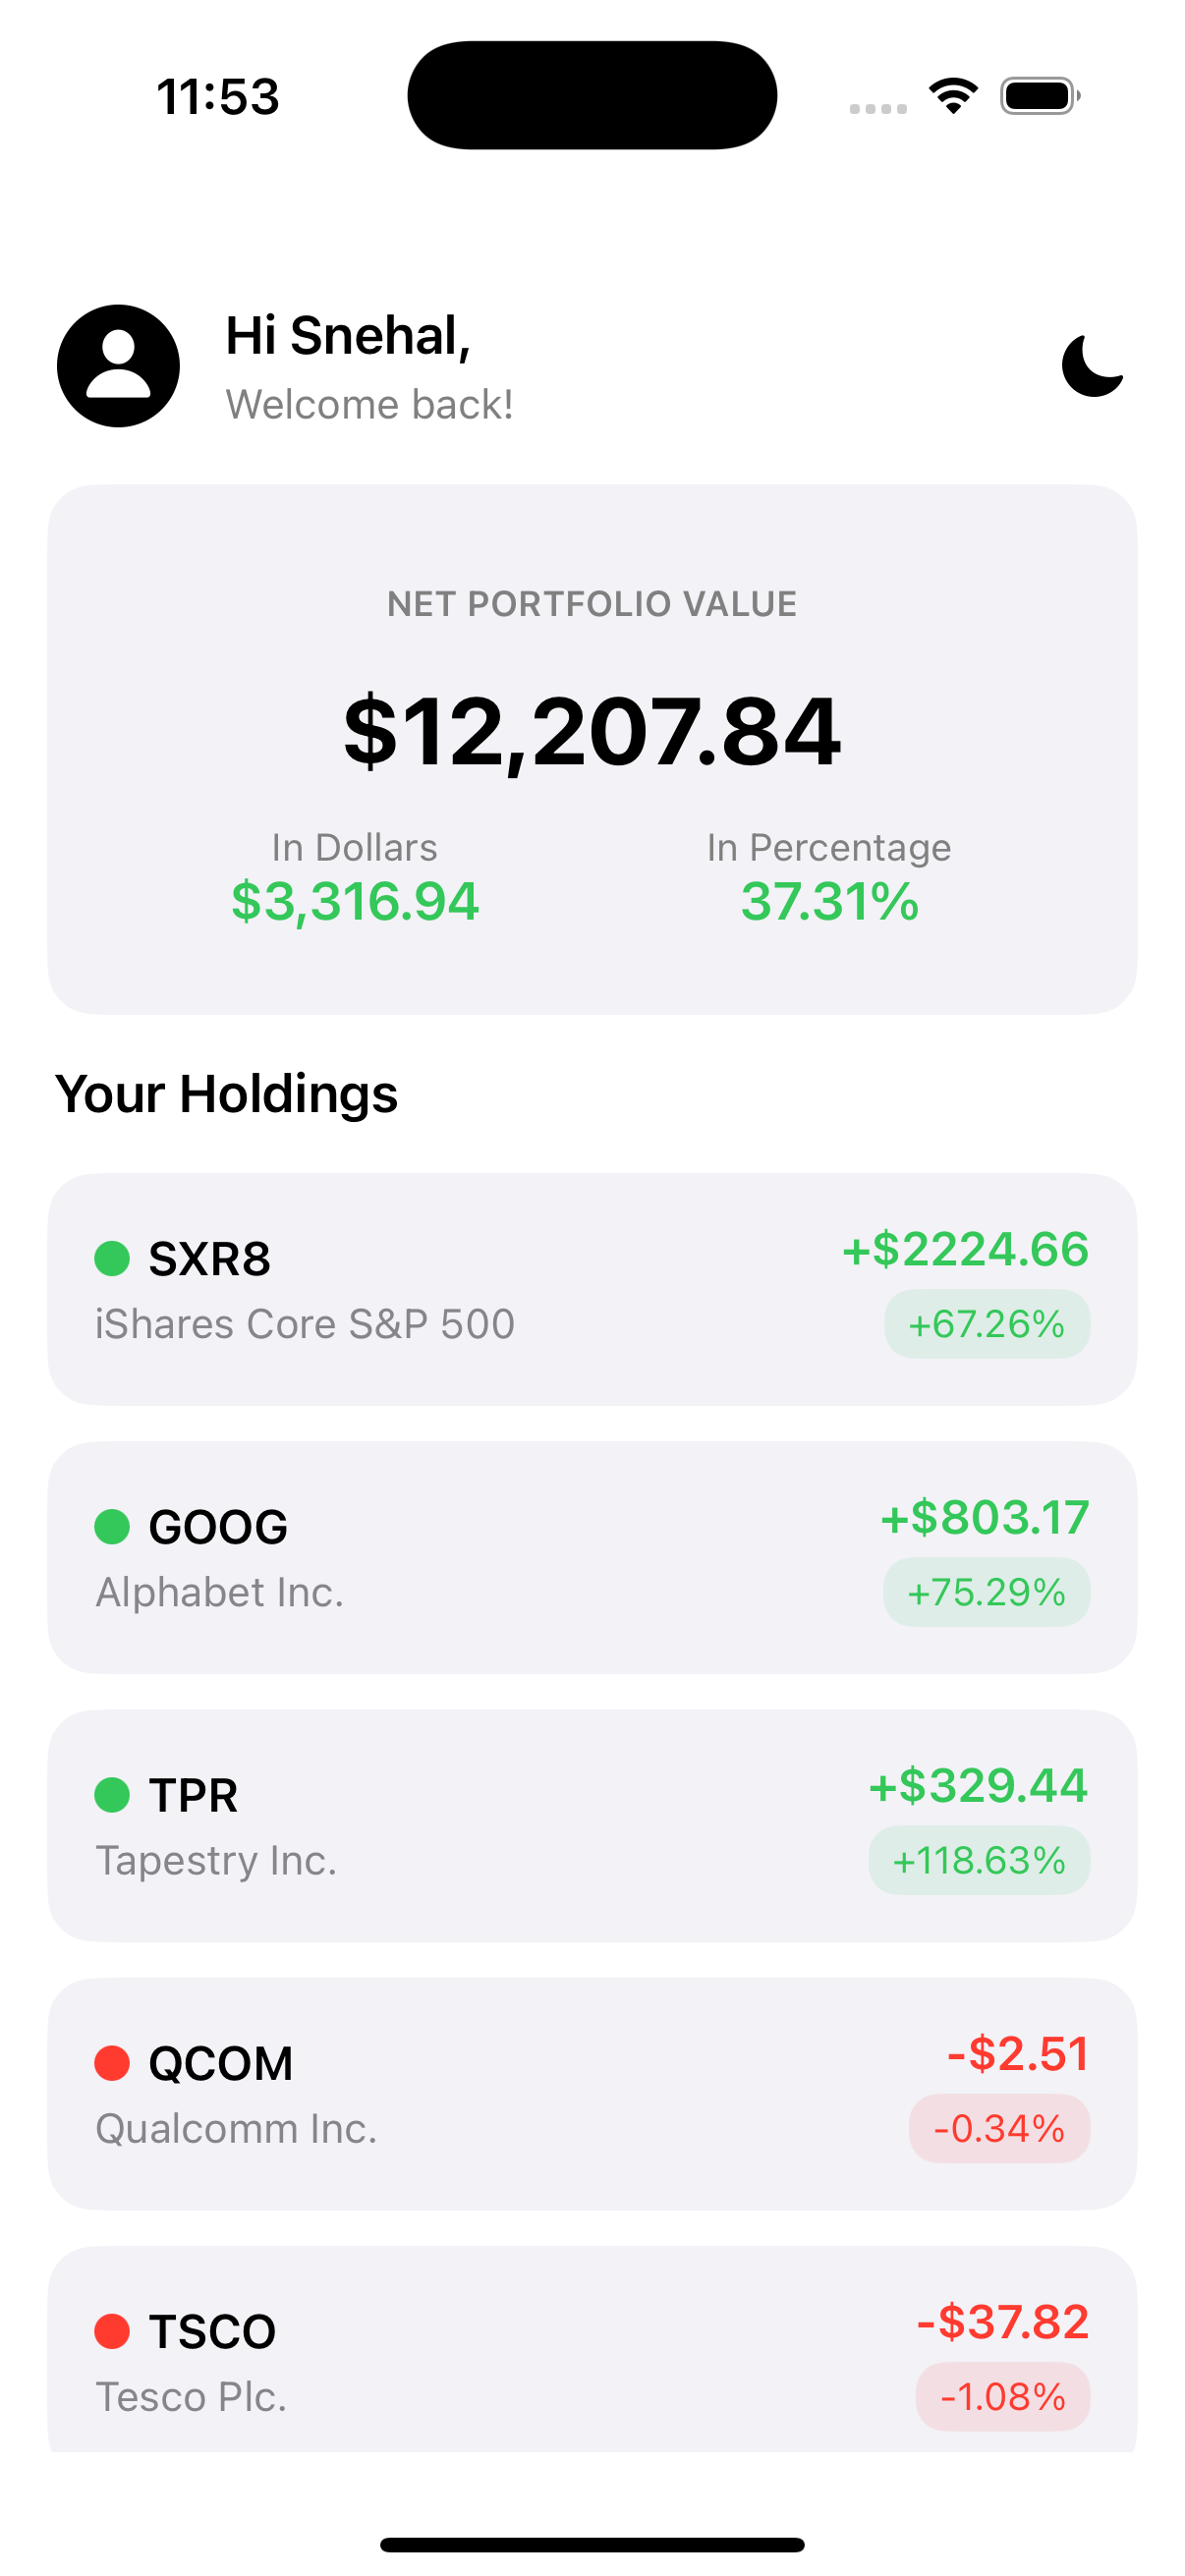 11:53
Hi Snehal,
Welcome back!
NET PORTFOLIO VALUE
$12,207.84
In Dollars
In Percentage
$3,316.94
37.31%
Your Holdings
SXR8
+$2224.66
iShares Core S&P 500
+67.26%
GOOG
+$803.17
Alphabet Inc.
+75.29%
TPR
+$329.44
Tapestry Inc.
+118.63%
QCOM
-$2.51
Qualcomm Inc.
-0.34%
TSCO
-$37.82
Tesco Plc.
-1.08%